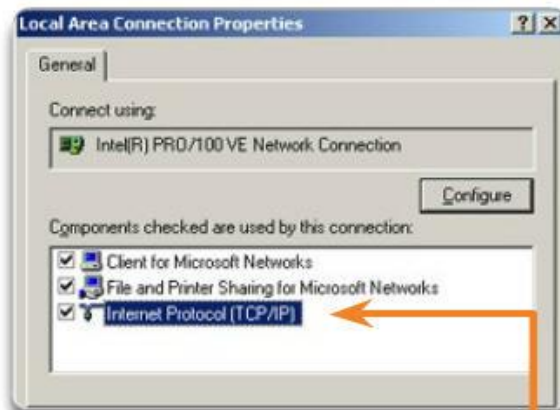 Local Area Connection Properties
General
Connect using:
Intel(R) PRO/100 VE Network Connection
Configure
Components checked are used by this connection:
Client for Microsoft Networks
File and Printer Sharing for Microsoft Networks
Internet Protocol (TCP/IP)